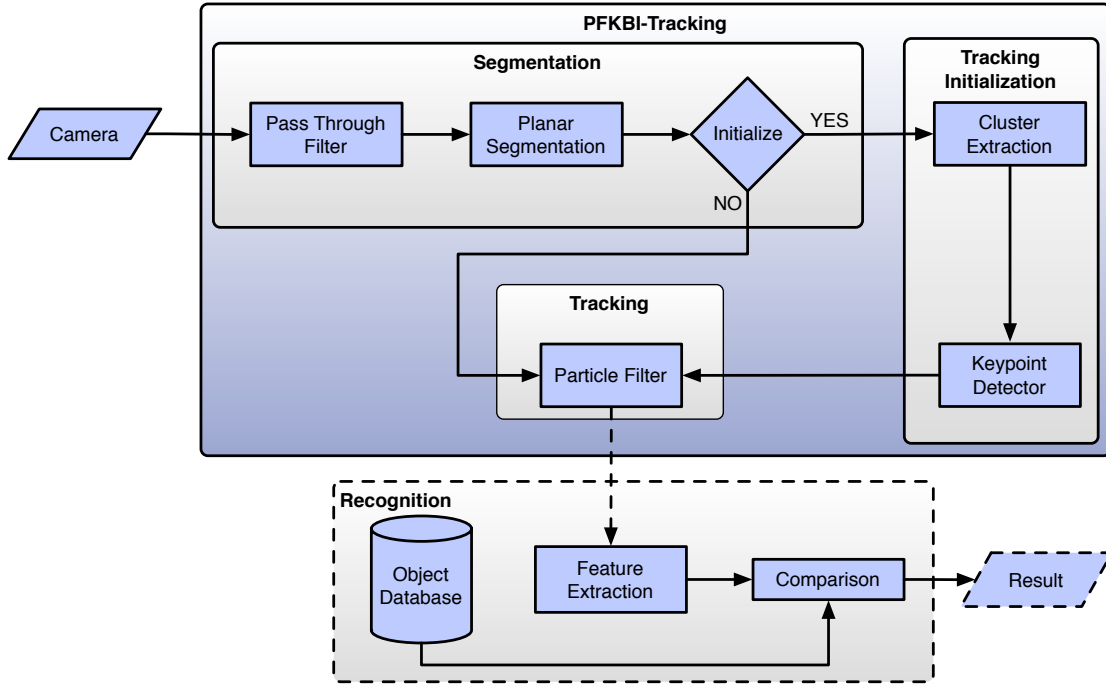 PFKBI-Tracking
Segmentation
Tracking
Initialization
Camera
Pass Through
Filter
Planar
Segmentation
Initialize
YES
NO
Cluster
Extraction
Tracking
Particle Filter
Keypoint
Detector
Recognition
Object
Database
Feature
Extraction
Comparison
Result